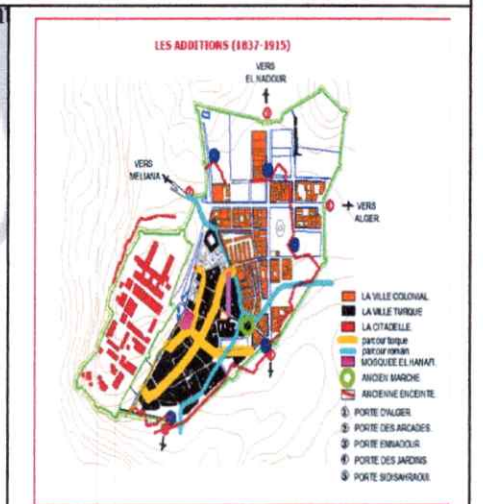 LES ADDITIONS (1837-1915)
VERS
EL NADOUR
VERS
MELIANA
VERS
ALGER
LA VILLE COLONIAL
LA VILLE TURQUE
LA CITADELLE
parcour turque
parcour romain
MOSQUEE EL HANAFI
ANCIEN MARCHE
ANCIENNE ENCEINTE
① PORTE D'ALGER
② PORTE DES ARCADES
③ PORTE ENNADOUR
④ PORTE DES JARDINS
⑤ PORTE SIDISAHRAOUI